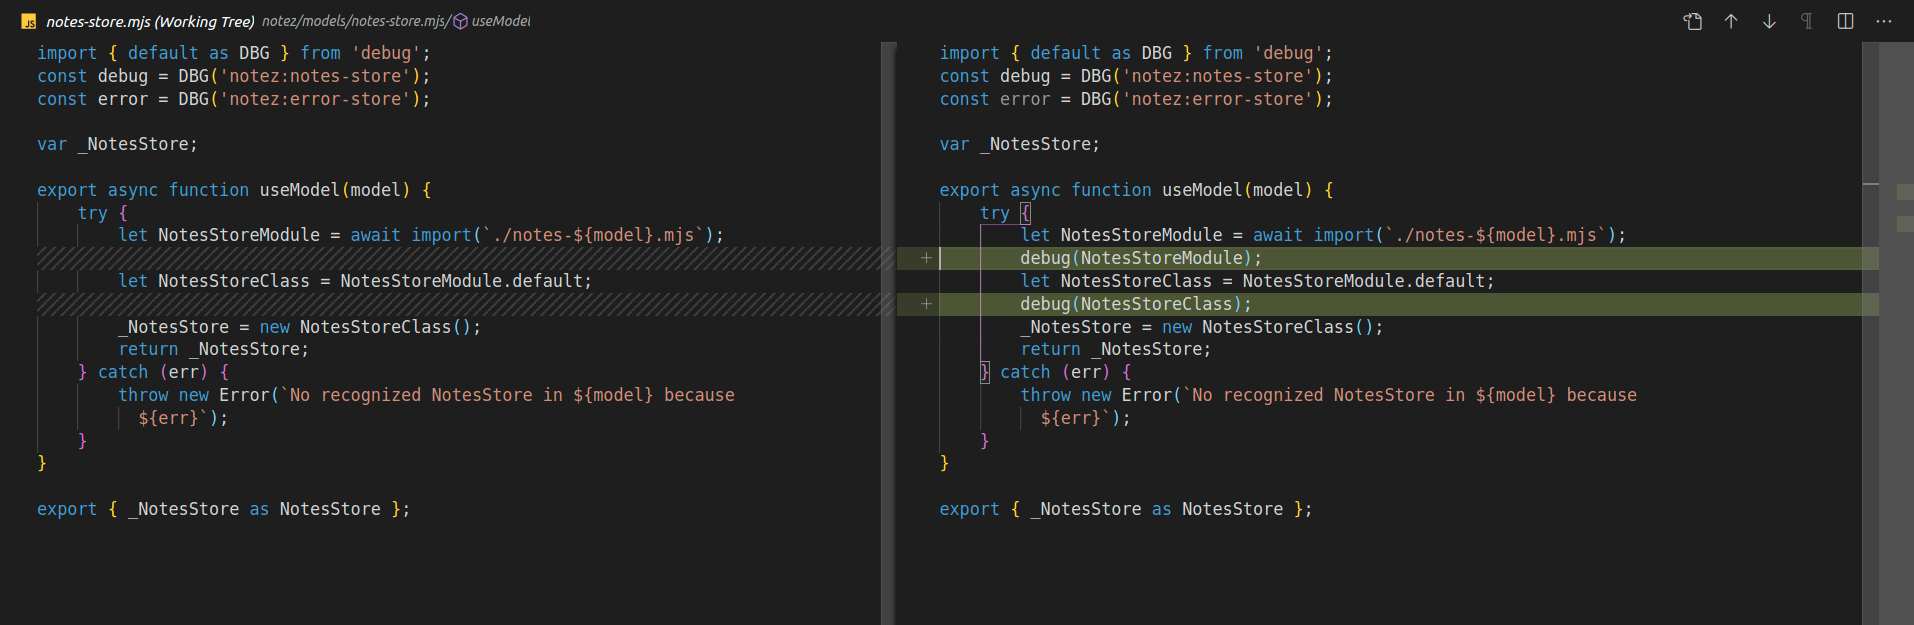 JS notes-store.mjs (Working Tree) notez/models/notes-store.mjs/ useModel
import { default as DBG } from 'debug';
const debug = DBG('notez:notes-store');
const error = DBG('notez:error-store');
var _NotesStore;
export async function useModel(model) {
try {
let NotesStoreModule = await import(`./notes-${model}.mjs`);
let NotesStoreClass = NotesStoreModule.default;
_NotesStore = new NotesStoreClass();
return _NotesStore;
} catch (err) {
throw new Error(`No recognized NotesStore in ${model} because
${err}`);
}
}
export { _NotesStore as NotesStore };
import { default as DBG } from 'debug';
const debug = DBG('notez:notes-store');
const error = DBG('notez:error-store');
var _NotesStore;
export async function useModel(model) {
try {
let NotesStoreModule = await import(`./notes-${model}.mjs`);
+ debug(NotesStoreModule);
let NotesStoreClass = NotesStoreModule.default;
+ debug(NotesStoreClass);
_NotesStore = new NotesStoreClass();
return _NotesStore;
} catch (err) {
throw new Error(`No recognized NotesStore in ${model} because
${err}`);
}
}
export { _NotesStore as NotesStore };